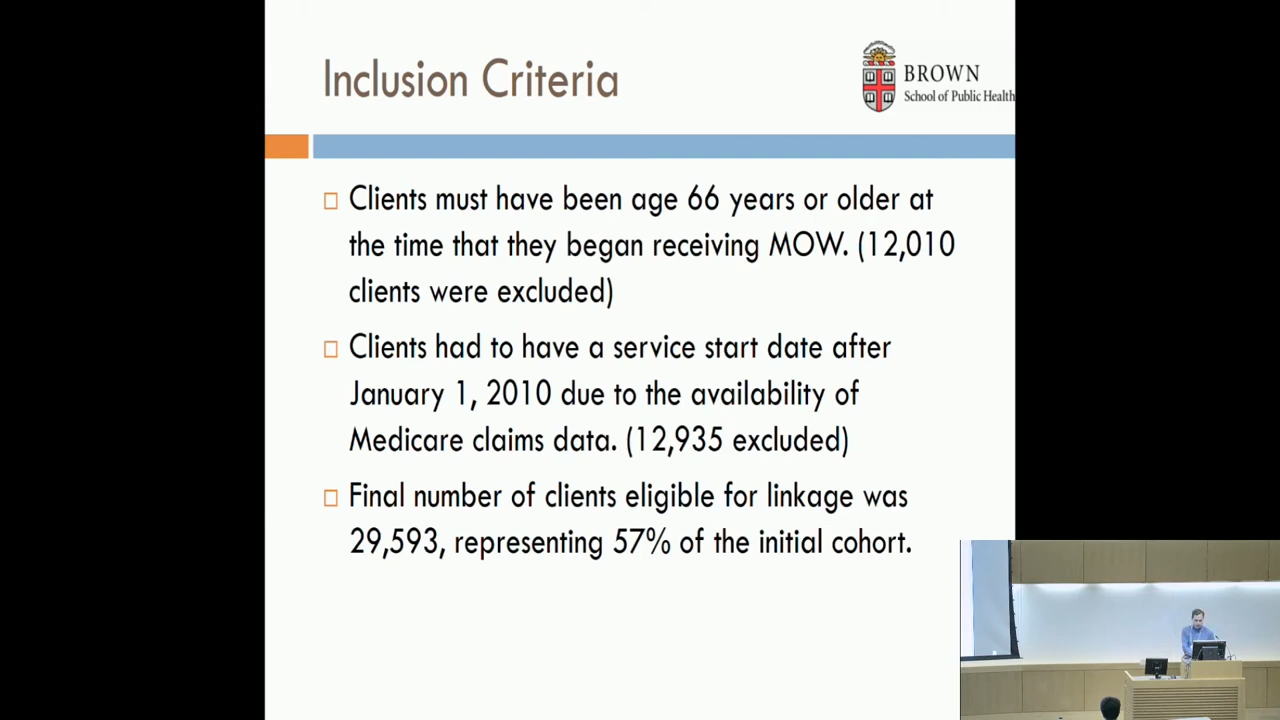 Inclusion Criteria
BROWN
School of Public Health
Clients must have been age 66 years or older at
the time that they began receiving MOW. (12,010
clients were excluded)
Clients had to have a service start date after
January 1, 2010 due to the availability of
Medicare claims data. (12,935 excluded)
Final number of clients eligible for linkage was
29,593, representing 57% of the initial cohort.